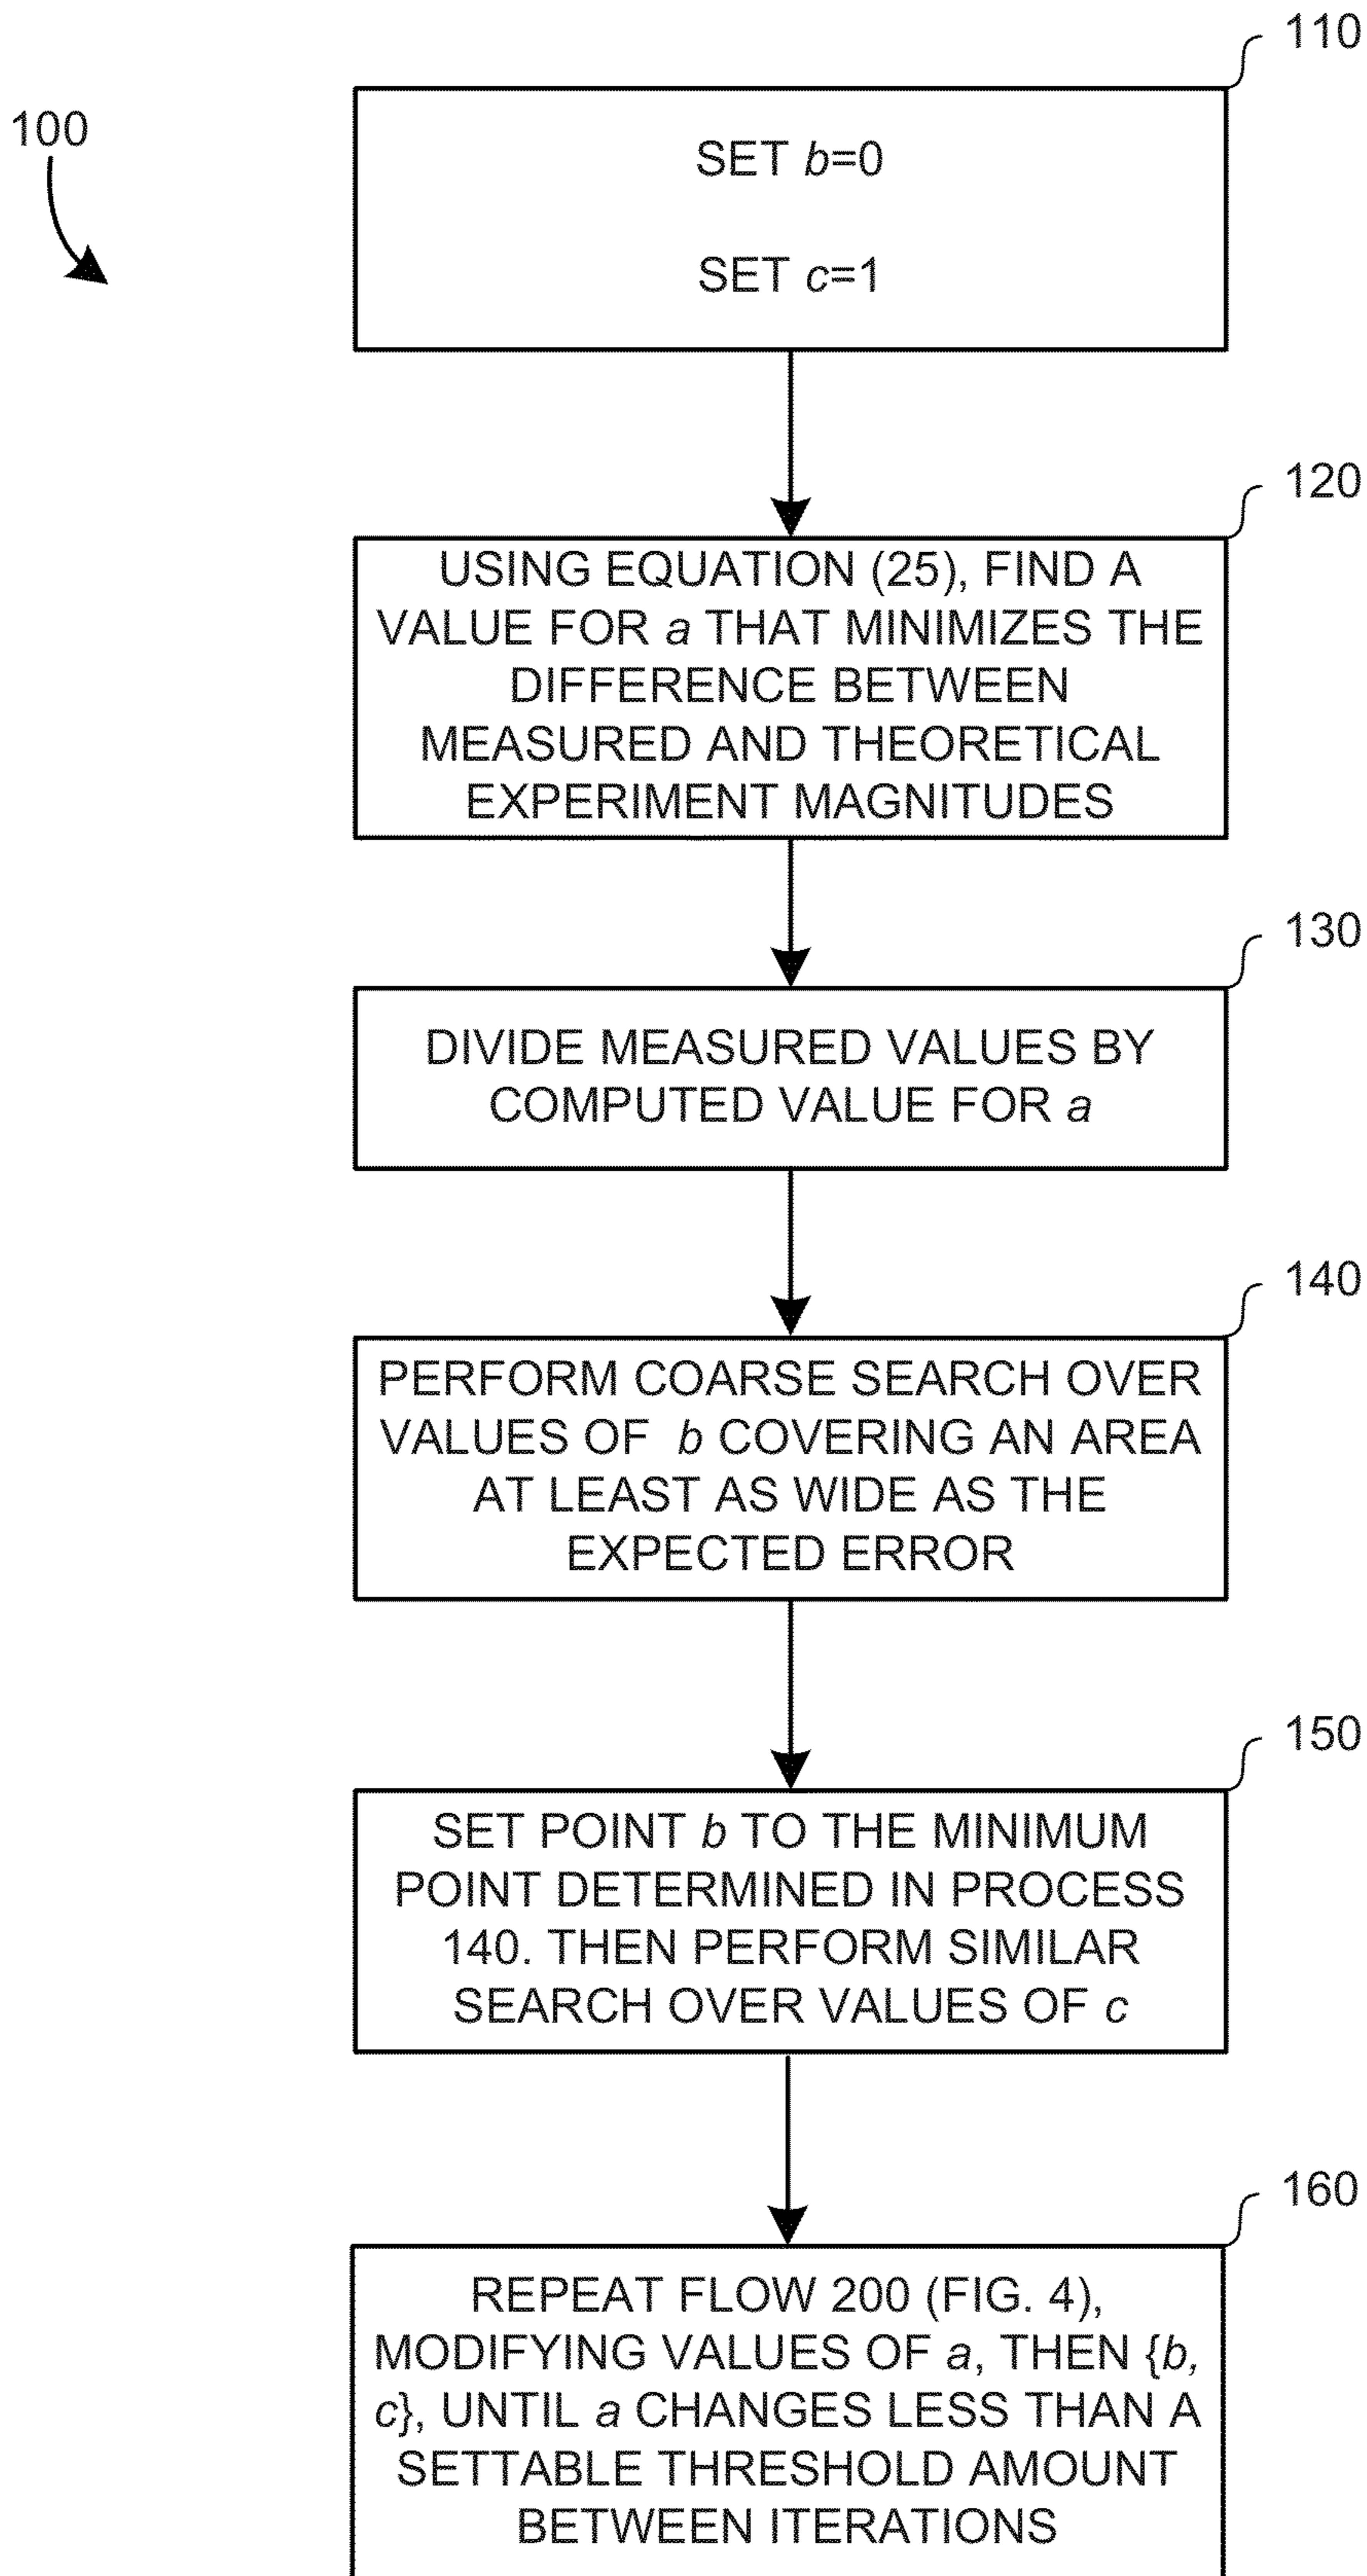 110
100
SET b=0
SET c=1
120
USING EQUATION (25), FIND A
VALUE FOR a THAT MINIMIZES THE
DIFFERENCE BETWEEN
MEASURED AND THEORETICAL
EXPERIMENT MAGNITUDES
130
DIVIDE MEASURED VALUES BY
COMPUTED VALUE FOR a
140
PERFORM COARSE SEARCH OVER
VALUES OF b COVERING AN AREA
AT LEAST AS WIDE AS THE
EXPECTED ERROR
150
SET POINT b TO THE MINIMUM
POINT DETERMINED IN PROCESS
140. THEN PERFORM SIMILAR
SEARCH OVER VALUES OF c
160
REPEAT FLOW 200 (FIG. 4),
MODIFYING VALUES OF a, THEN {b,
c}, UNTIL a CHANGES LESS THAN A
SETTABLE THRESHOLD AMOUNT
BETWEEN ITERATIONS